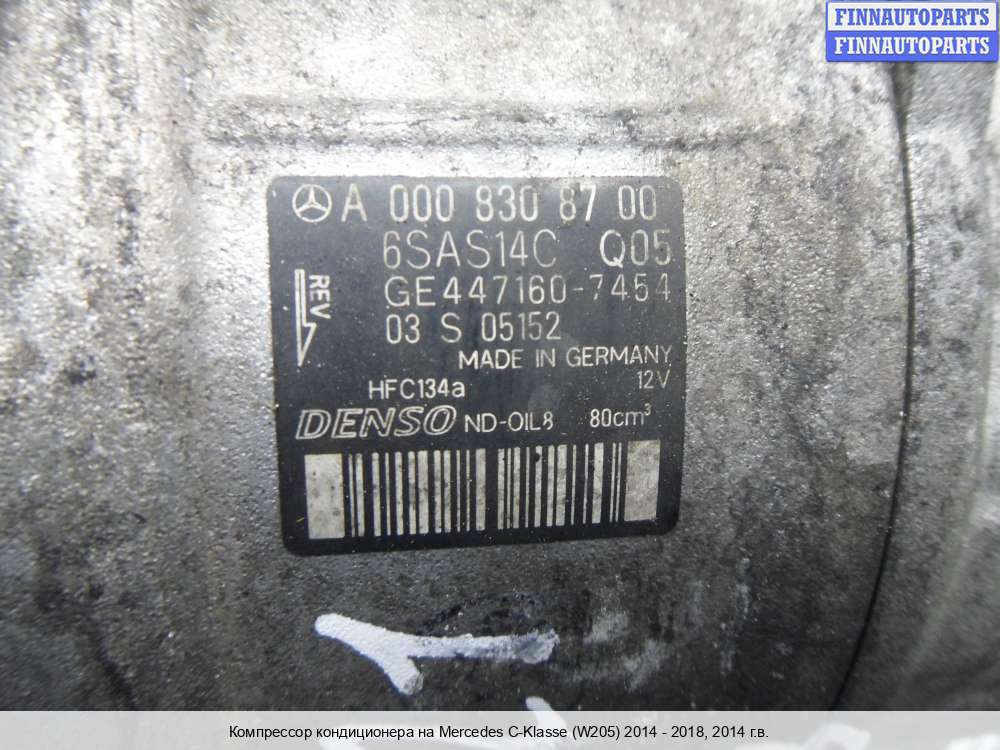 FINNAUTOPARTS
FINNAUTOPARTS
A 000 830 87 00
6SAS14C Q05
REV
GE447160-7454
03 S 05152
MADE IN GERMANY
HFC134a 12V
DENSO ND-OIL8 80cm³
Компрессор кондиционера на Mercedes C-Klasse (W205) 2014 - 2018, 2014 г.в.